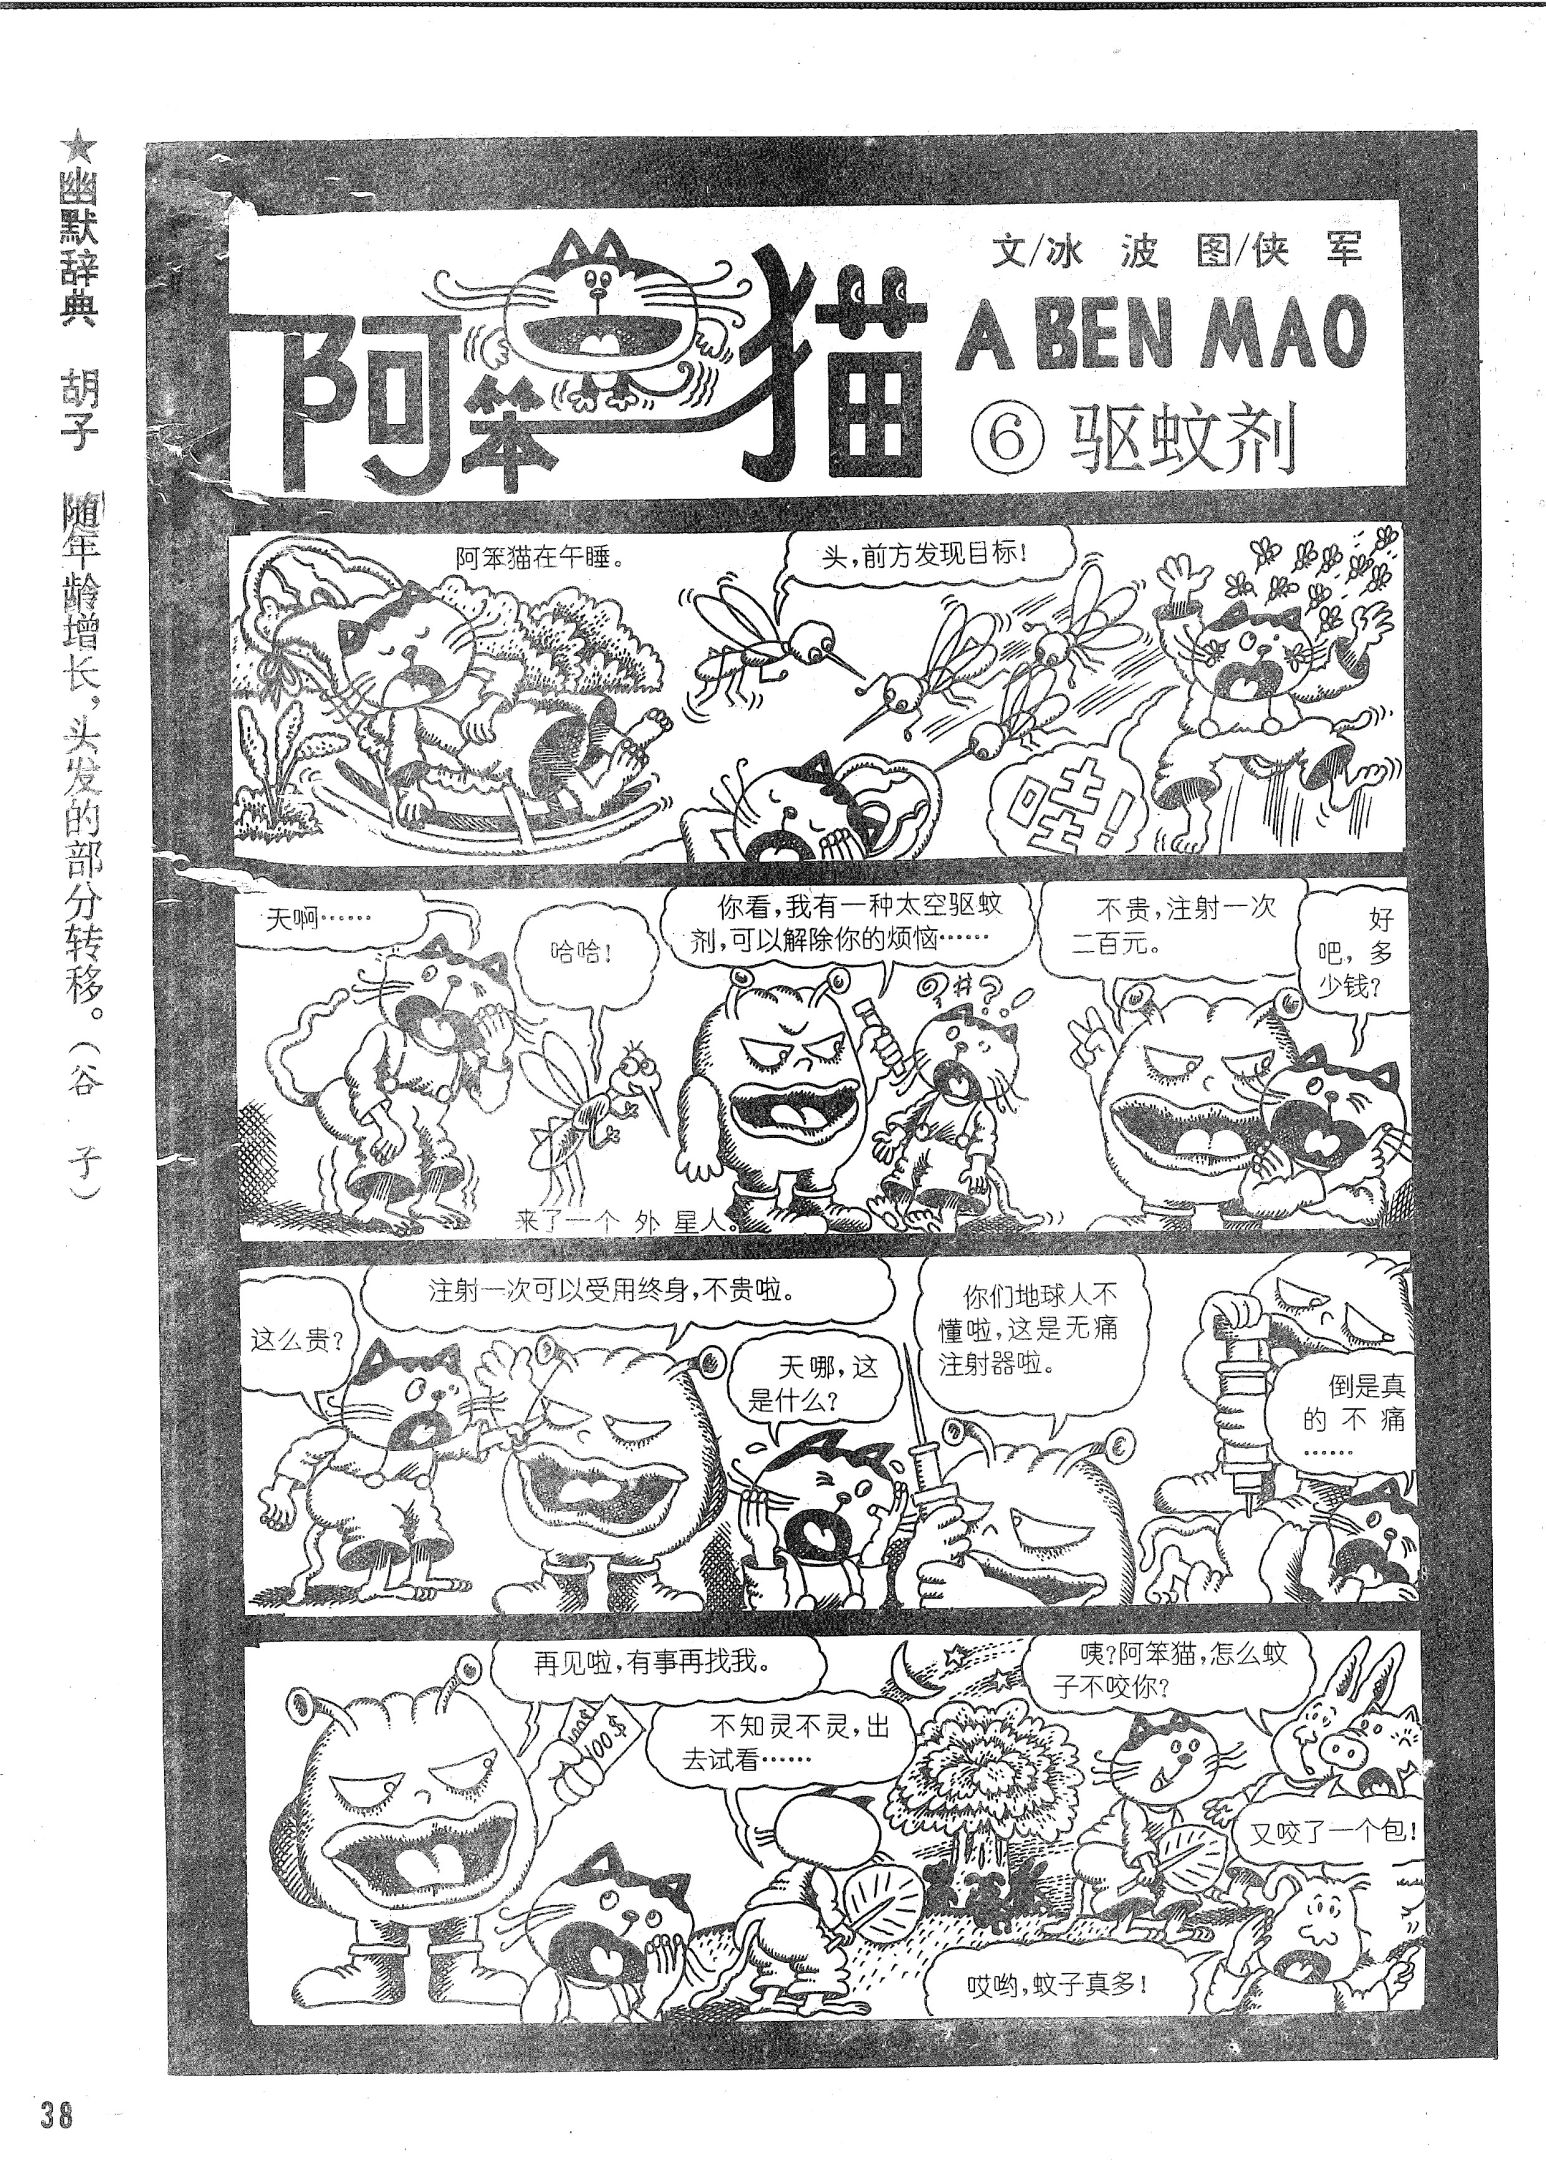 ★幽默辞典 胡子 随年龄增长,头发的部分转移。(谷 子)
文/冰 波 图/侠 军
阿笨猫
A BEN MAO
⑥驱蚊剂
阿笨猫在午睡。
头,前方发现目标!
哇!
天啊……
哈哈!
来了一个外星人。
你看,我有一种太空驱蚊
剂,可以解除你的烦恼……
好
吧,多
少钱?
不贵,注射一次
二百元。
这么贵?
注射一次可以受用终身,不贵啦。
天哪,这
是什么?
你们地球人不
懂啦,这是无痛
注射器啦。
倒是真
的不痛
……
再见啦,有事再找我。
100$
100$
不知灵不灵,出
去试看……
咦?阿笨猫,怎么蚊
子不咬你?
又咬了一个包!
哎哟,蚊子真多!
38